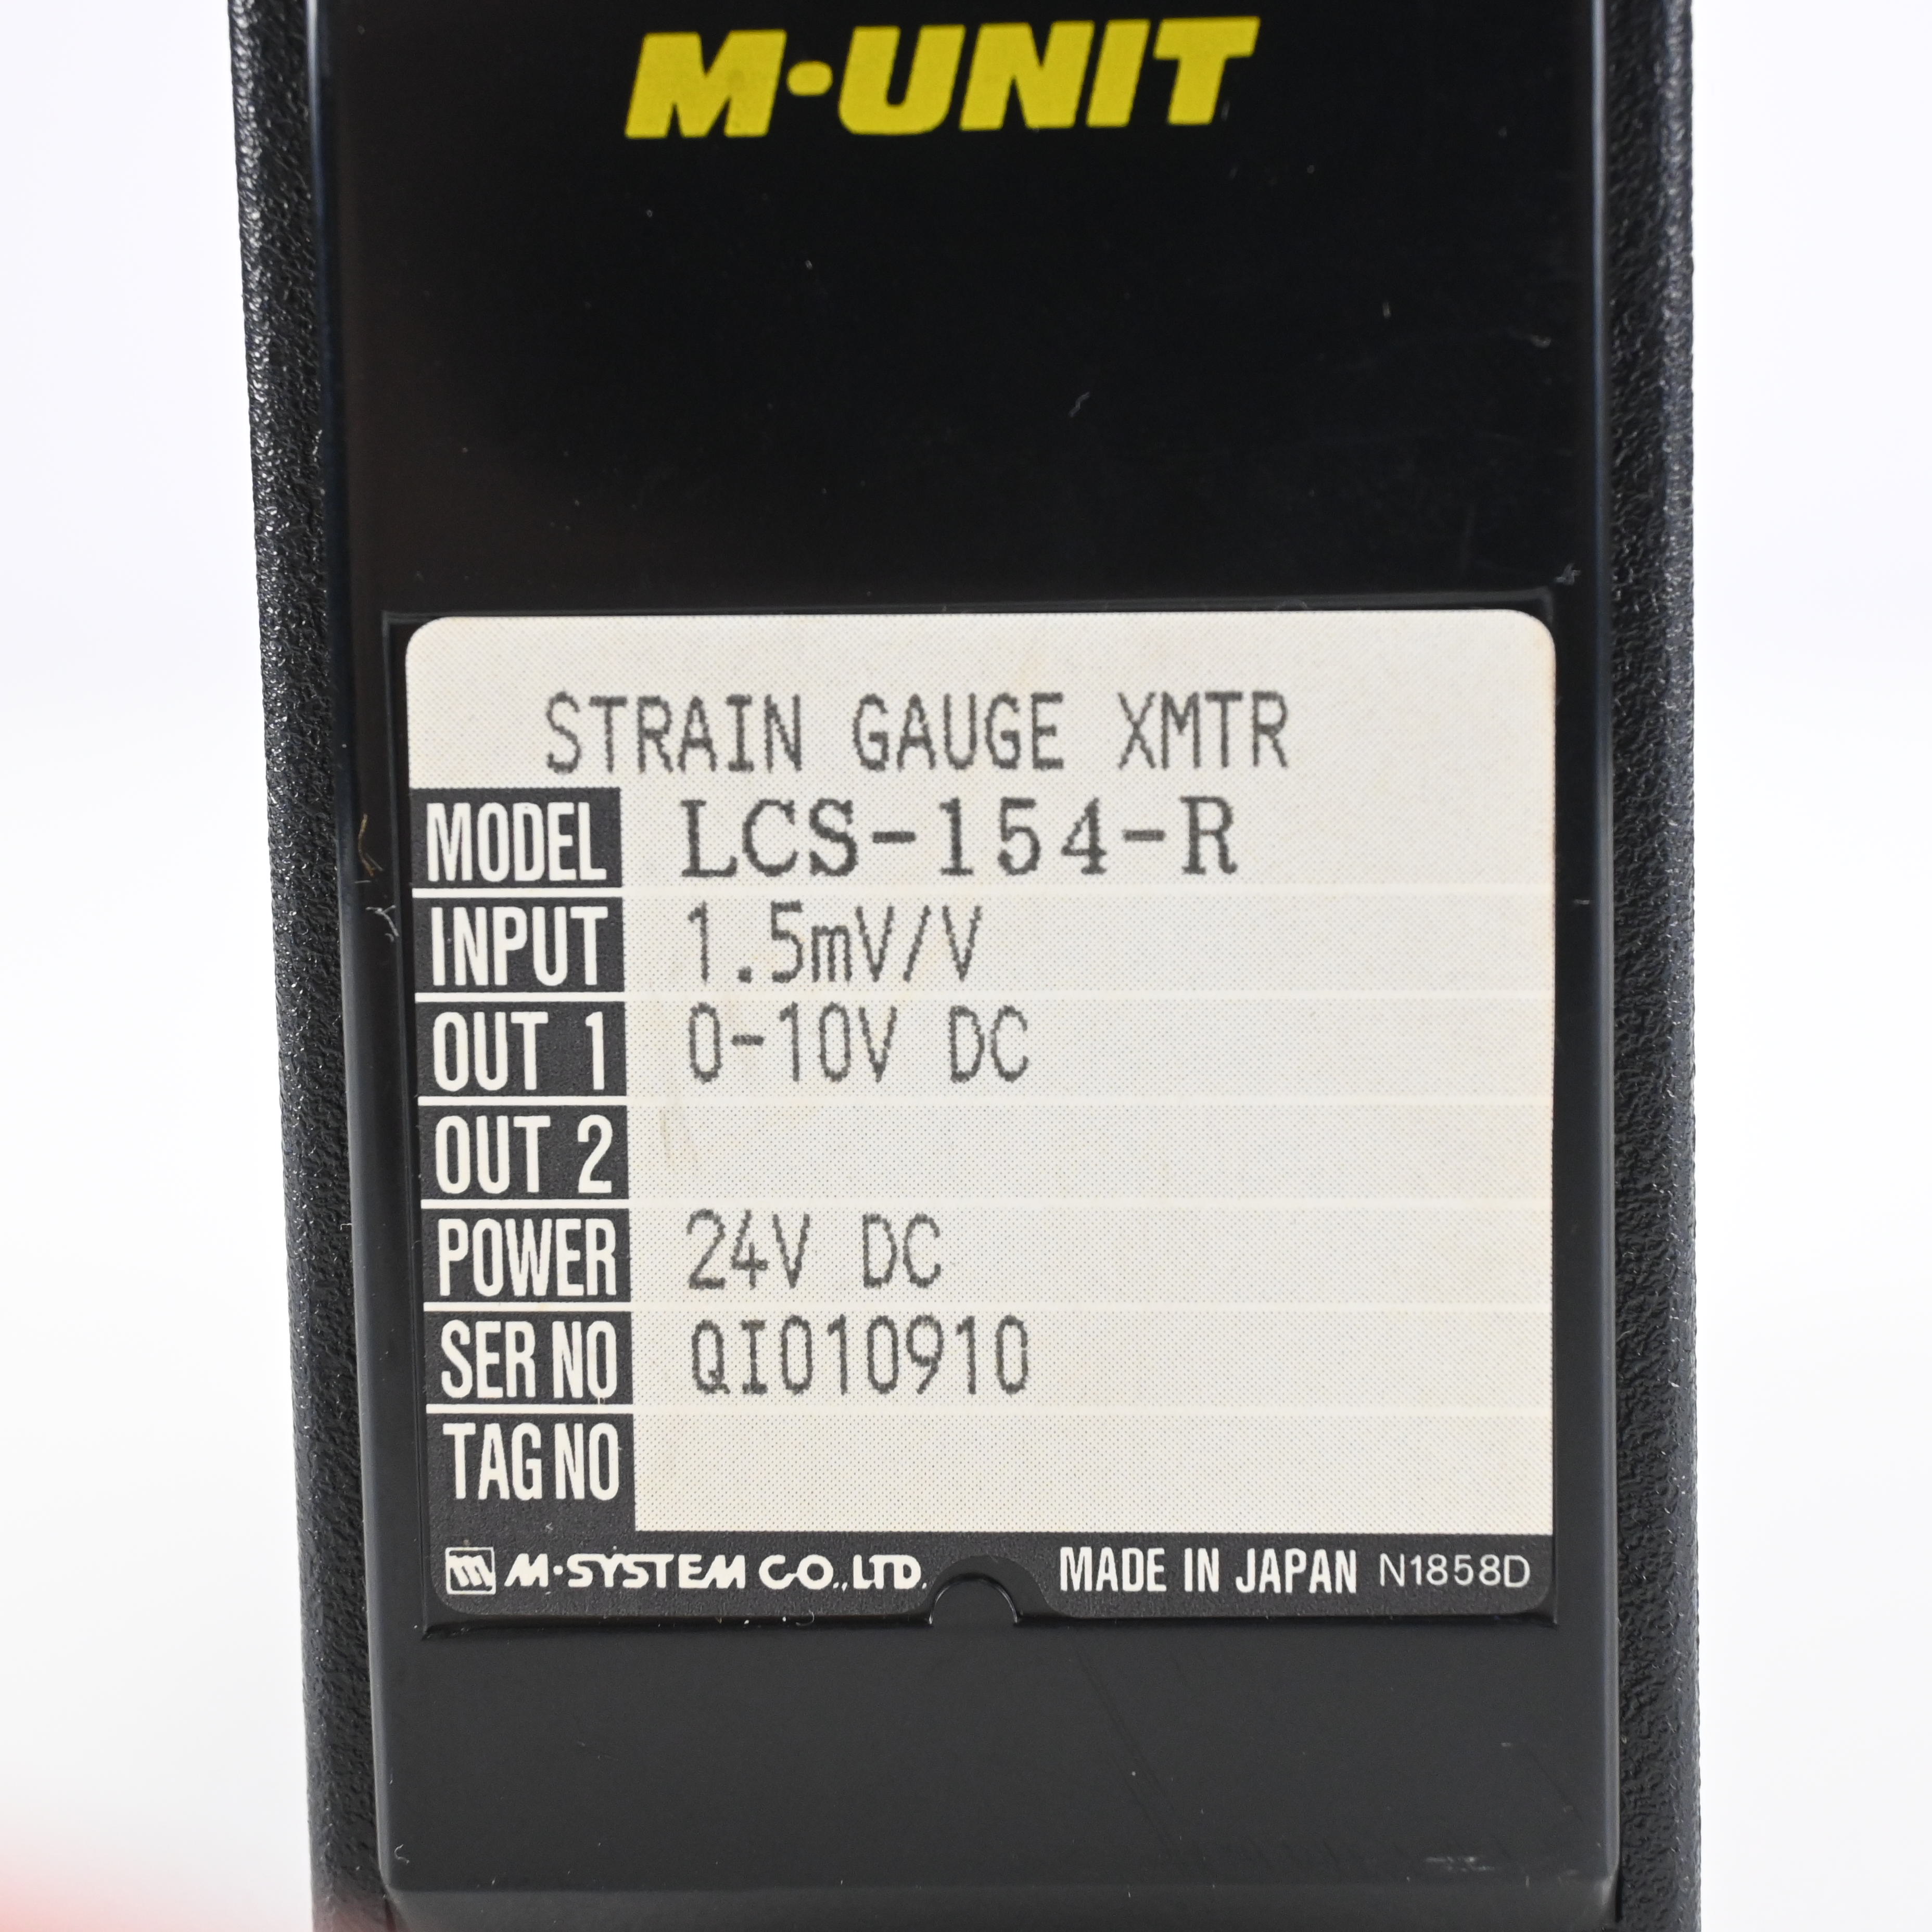 M·UNIT
STRAIN GAUGE XMTR
MODEL LCS-154-R
INPUT 1.5mV/V
OUT 1 0-10V DC
OUT 2
POWER 24V DC
SER NO QI010910
TAG NO
m M·SYSTEM CO.,LTD. MADE IN JAPAN N1858D